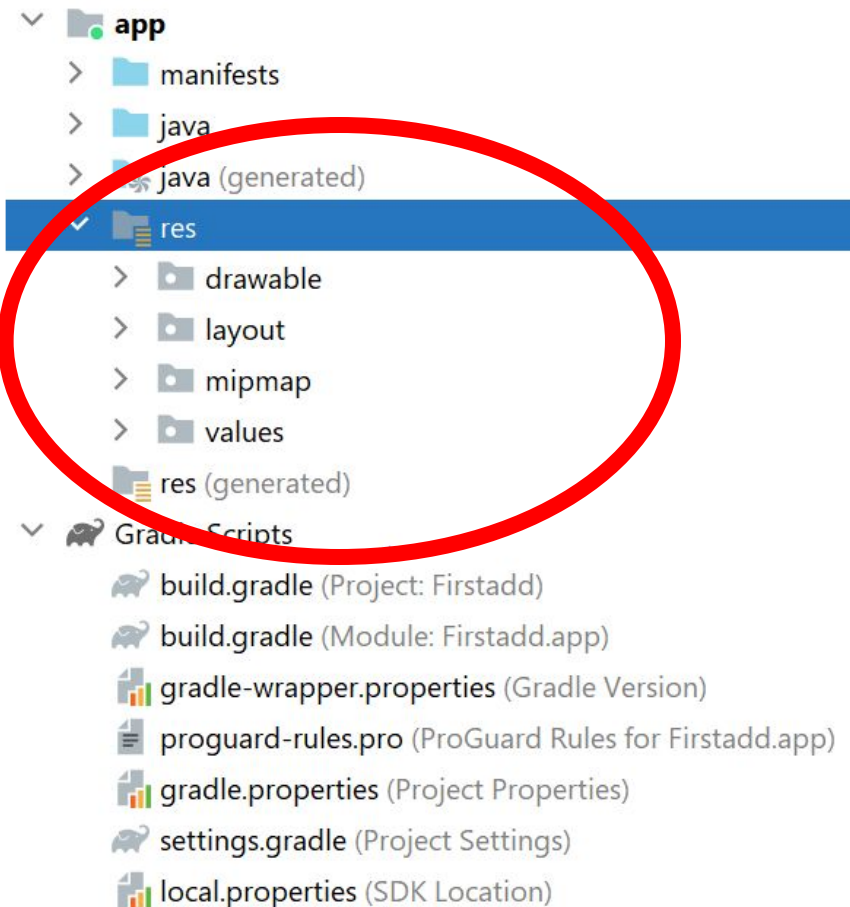 app
manifests
java
java (generated)
res
drawable
layout
mipmap
values
res (generated)
Gradle Scripts
build.gradle (Project: Firstadd)
build.gradle (Module: Firstadd.app)
gradle-wrapper.properties (Gradle Version)
proguard-rules.pro (ProGuard Rules for Firstadd.app)
gradle.properties (Project Properties)
settings.gradle (Project Settings)
local.properties (SDK Location)